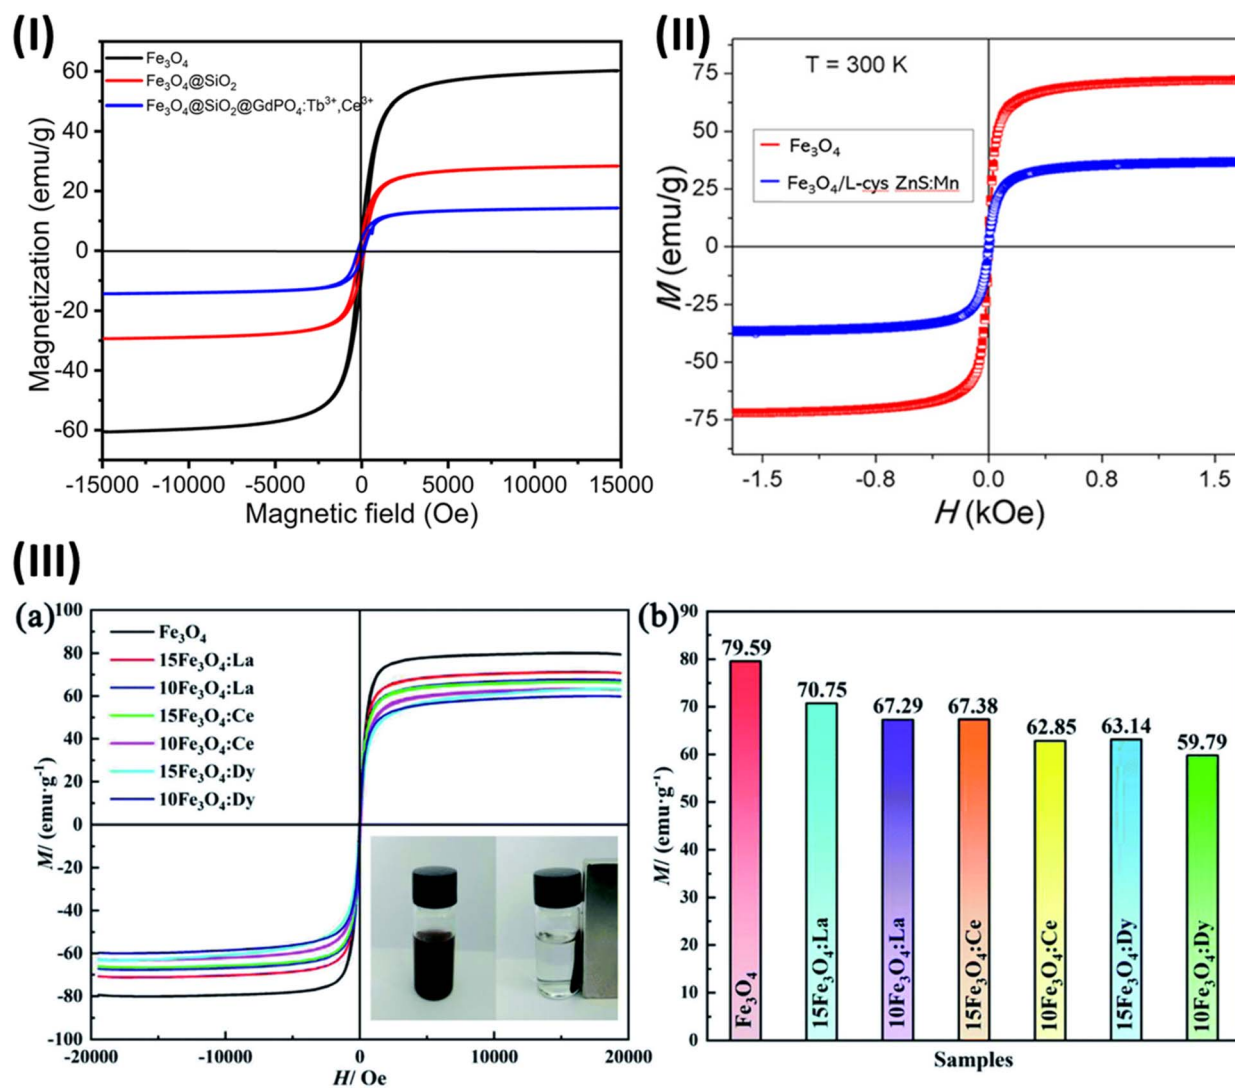 (I)
Fe₃O₄
Fe₃O₄@SiO₂
Fe₃O₄@SiO₂@GdPO₄:Tb³⁺,Ce³⁺
60
40
20
0
-20
-40
-60
Magnetization (emu/g)
-15000 -10000 -5000 0 5000 10000 15000
Magnetic field (Oe)
(II)
T = 300 K
Fe₃O₄
Fe₃O₄/L-cys ZnS:Mn
75
50
25
0
-25
-50
-75
M (emu/g)
-1.5 -0.8 0.0 0.8 1.5
H (kOe)
(III)
(a)
Fe₃O₄
15Fe₃O₄:La
10Fe₃O₄:La
15Fe₃O₄:Ce
10Fe₃O₄:Ce
15Fe₃O₄:Dy
10Fe₃O₄:Dy
100
80
60
40
20
0
-20
-40
-60
-80
-100
M/ (emu·g⁻¹)
-20000 -10000 0 10000 20000
H/ Oe
(b)
90
80
70
60
50
40
30
20
10
0
M/ (emu·g⁻¹)
79.59 70.75 67.29 67.38 62.85 63.14 59.79
Fe₃O₄ 15Fe₃O₄:La 10Fe₃O₄:La 15Fe₃O₄:Ce 10Fe₃O₄:Ce 15Fe₃O₄:Dy 10Fe₃O₄:Dy
Samples